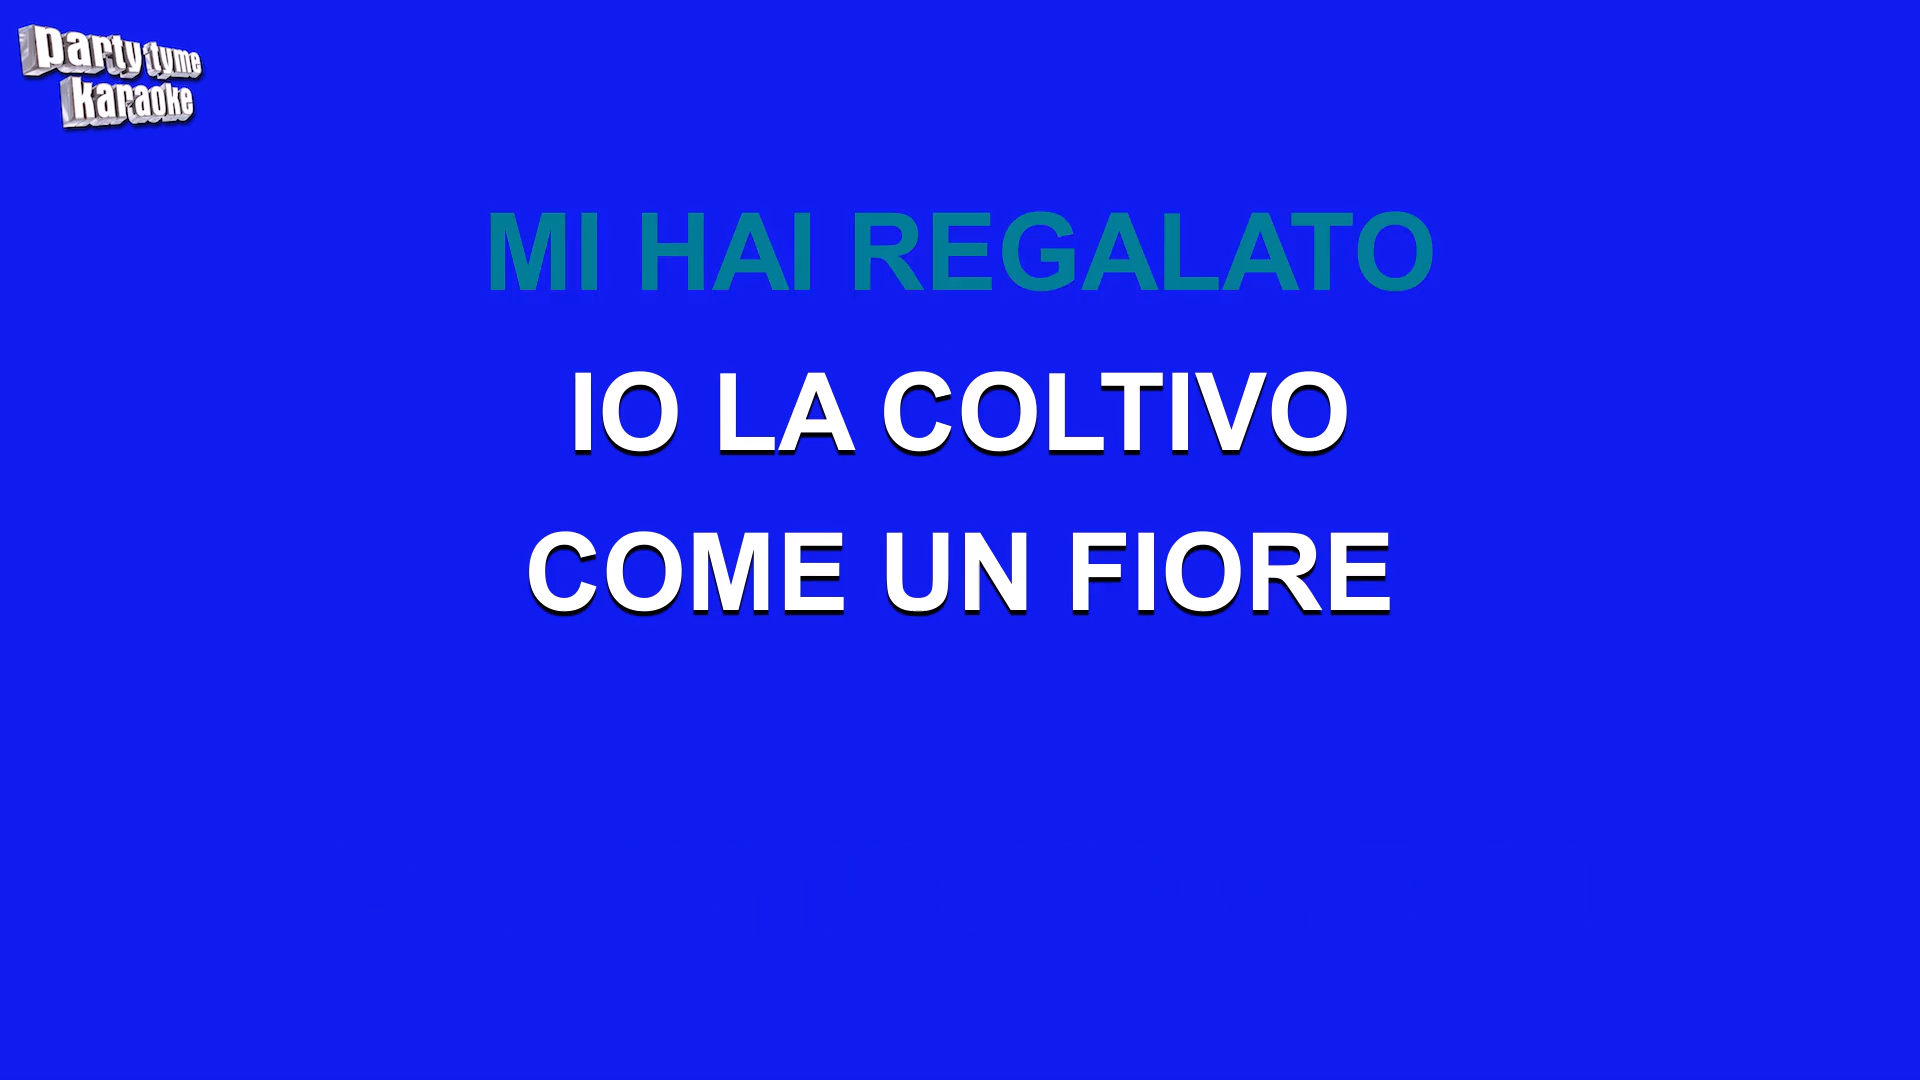 party tyme
karaoke
MI HAI REGALATO
IO LA COLTIVO
COME UN FIORE